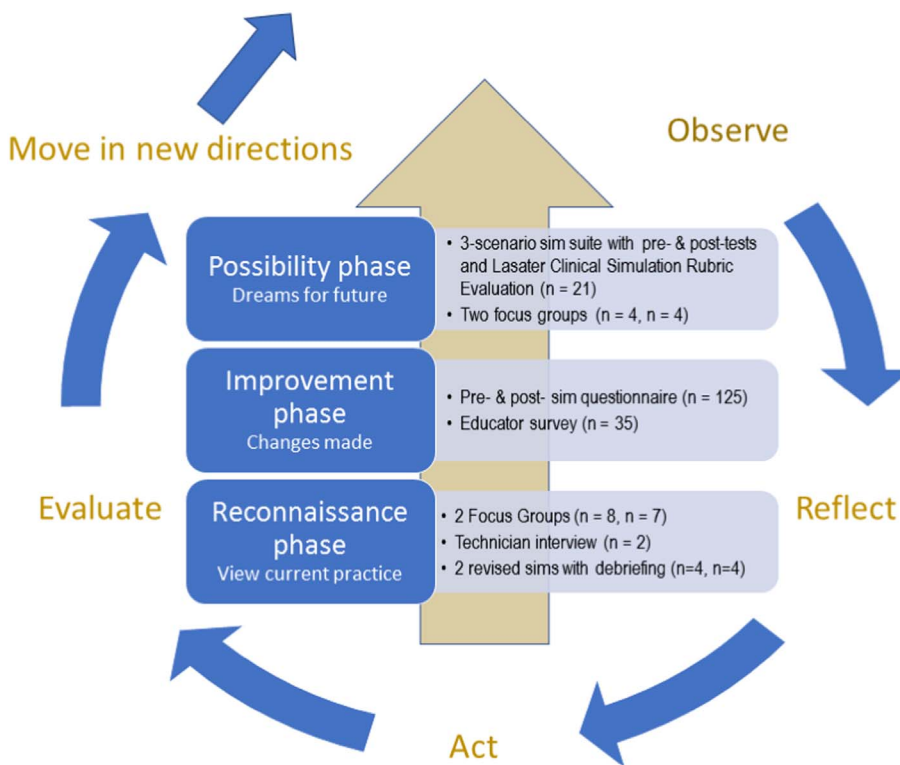 Move in new directions
Observe
Possibility phase
Dreams for future
• 3-scenario sim suite with pre- & post-tests
and Lasater Clinical Simulation Rubric
Evaluation (n = 21)
• Two focus groups (n = 4, n = 4)
Improvement
phase
Changes made
• Pre- & post- sim questionnaire (n = 125)
• Educator survey (n = 35)
Evaluate
Reconnaissance
phase
View current practice
• 2 Focus Groups (n = 8, n = 7)
• Technician interview (n = 2)
• 2 revised sims with debriefing (n=4, n=4)
Reflect
Act